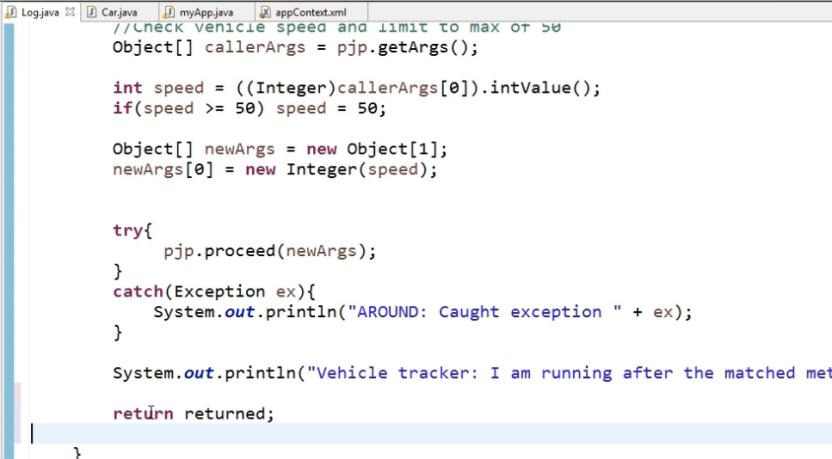 Log.java Car.java myApp.java appContext.xml
//Check vehicle speed and limit to max of 50
Object[] callerArgs = pjp.getArgs();
int speed = ((Integer)callerArgs[0]).intValue();
if(speed >= 50) speed = 50;
Object[] newArgs = new Object[1];
newArgs[0] = new Integer(speed);
try{
pjp.proceed(newArgs);
}
catch(Exception ex){
System.out.println("AROUND: Caught exception " + ex);
}
System.out.println("Vehicle tracker: I am running after the matched met
return returned;
}